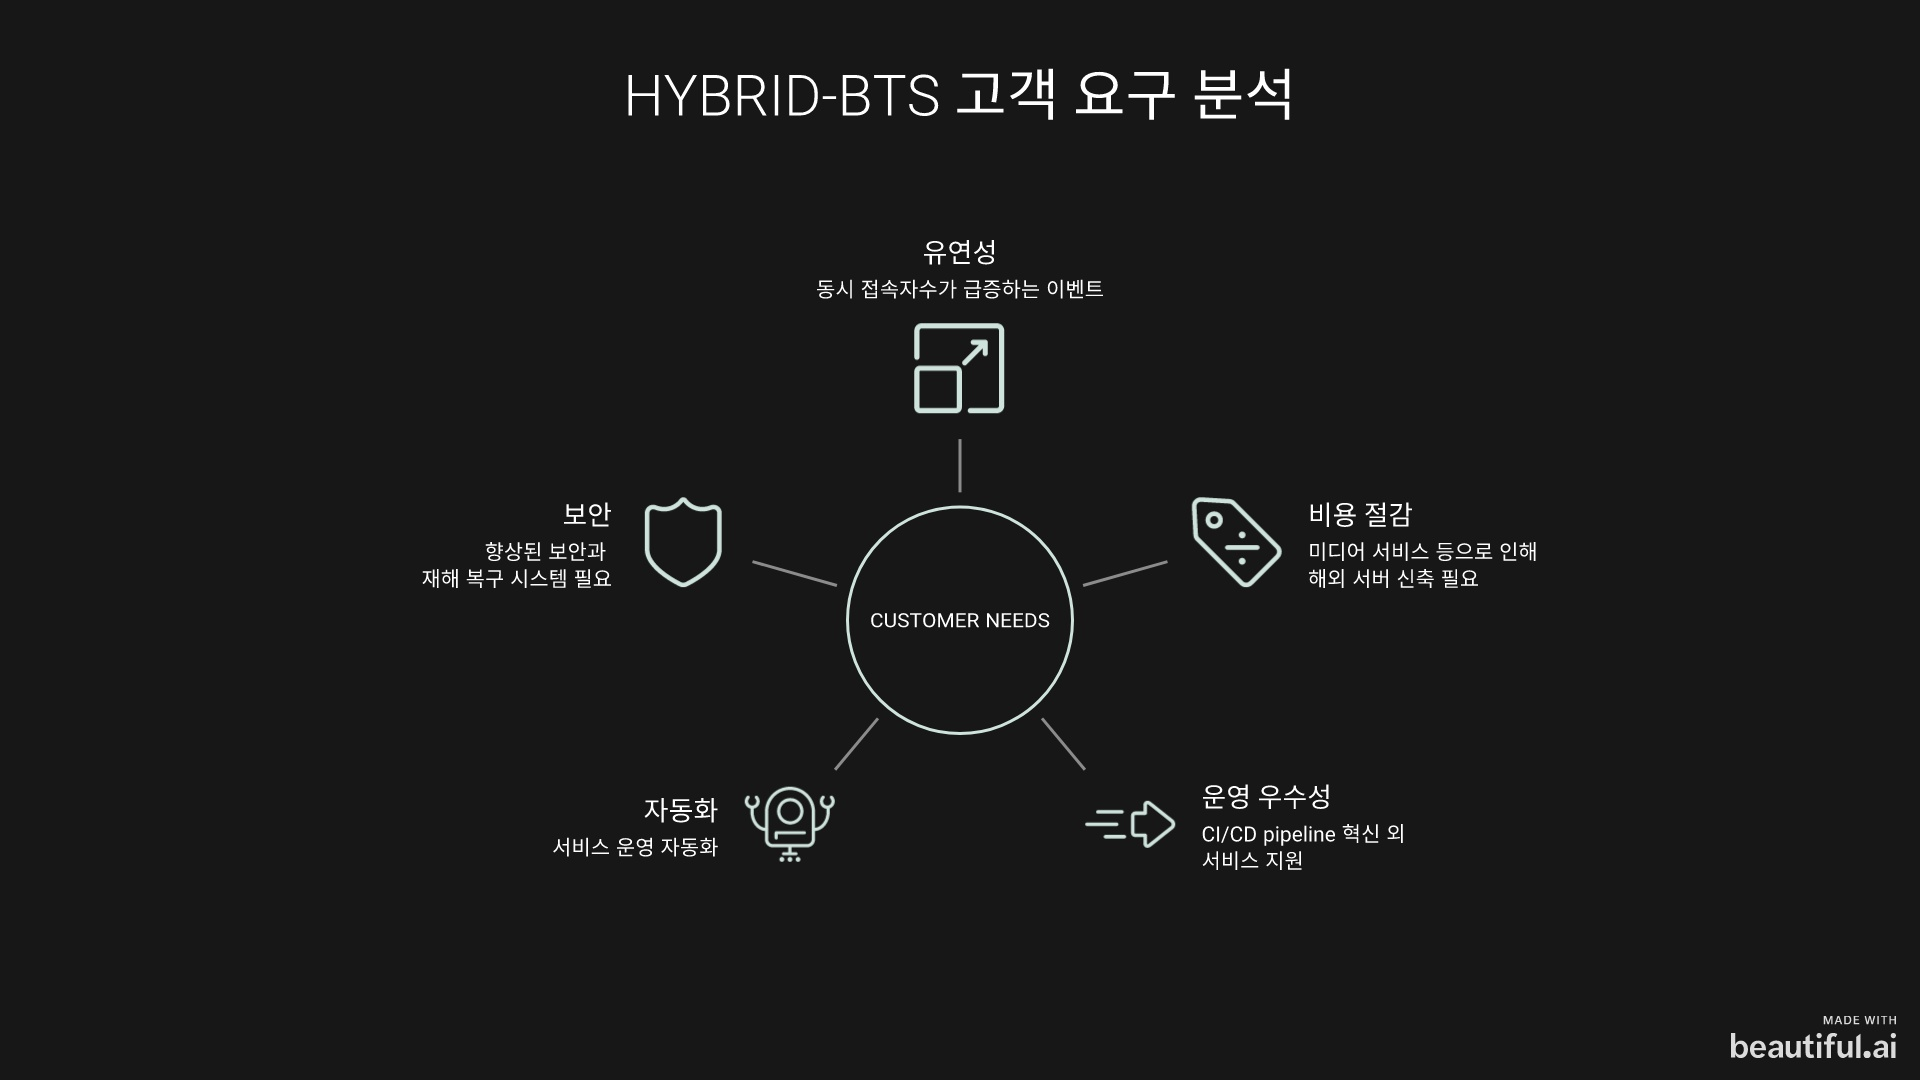 HYBRID-BTS 고객 요구 분석
유연성
동시 접속자수가 급증하는 이벤트
보안
향상된 보안과
재해 복구 시스템 필요
비용 절감
미디어 서비스 등으로 인해
해외 서버 신축 필요
CUSTOMER NEEDS
자동화
서비스 운영 자동화
운영 우수성
CI/CD pipeline 혁신 외
서비스 지원
MADE WITH
beautiful.ai